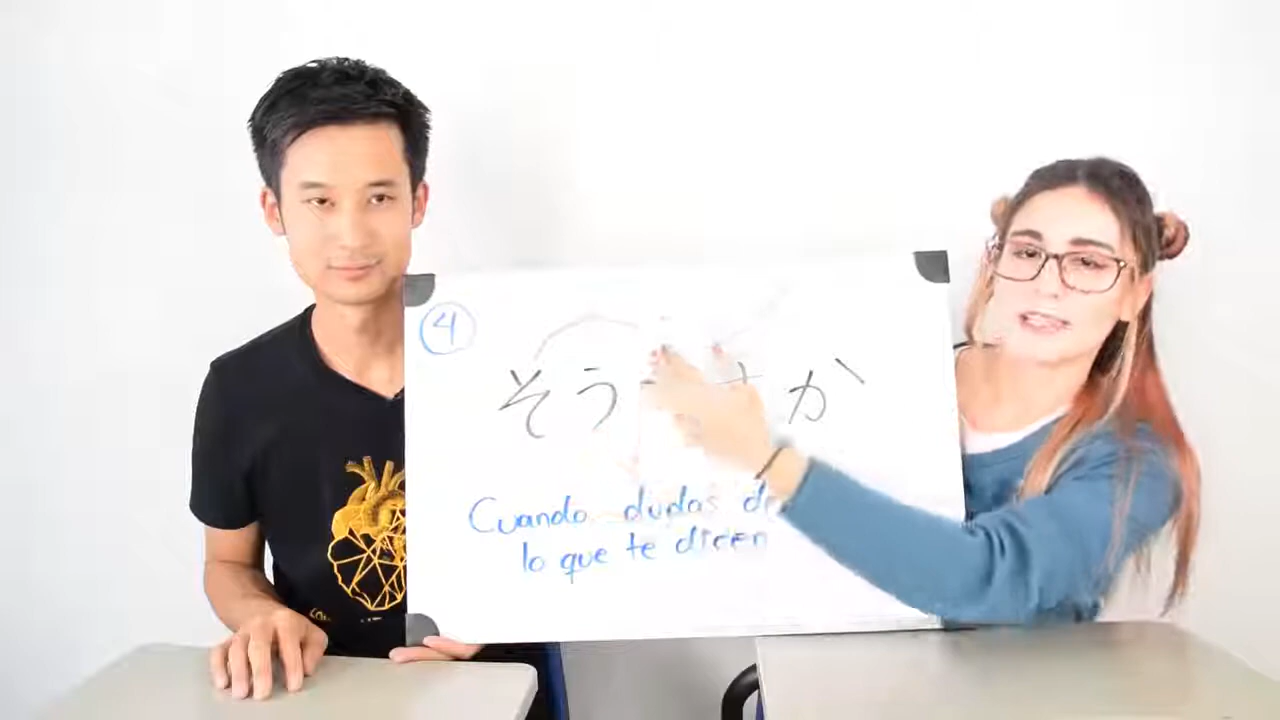 4
そう か
Cuando dudas de
lo que te dicen